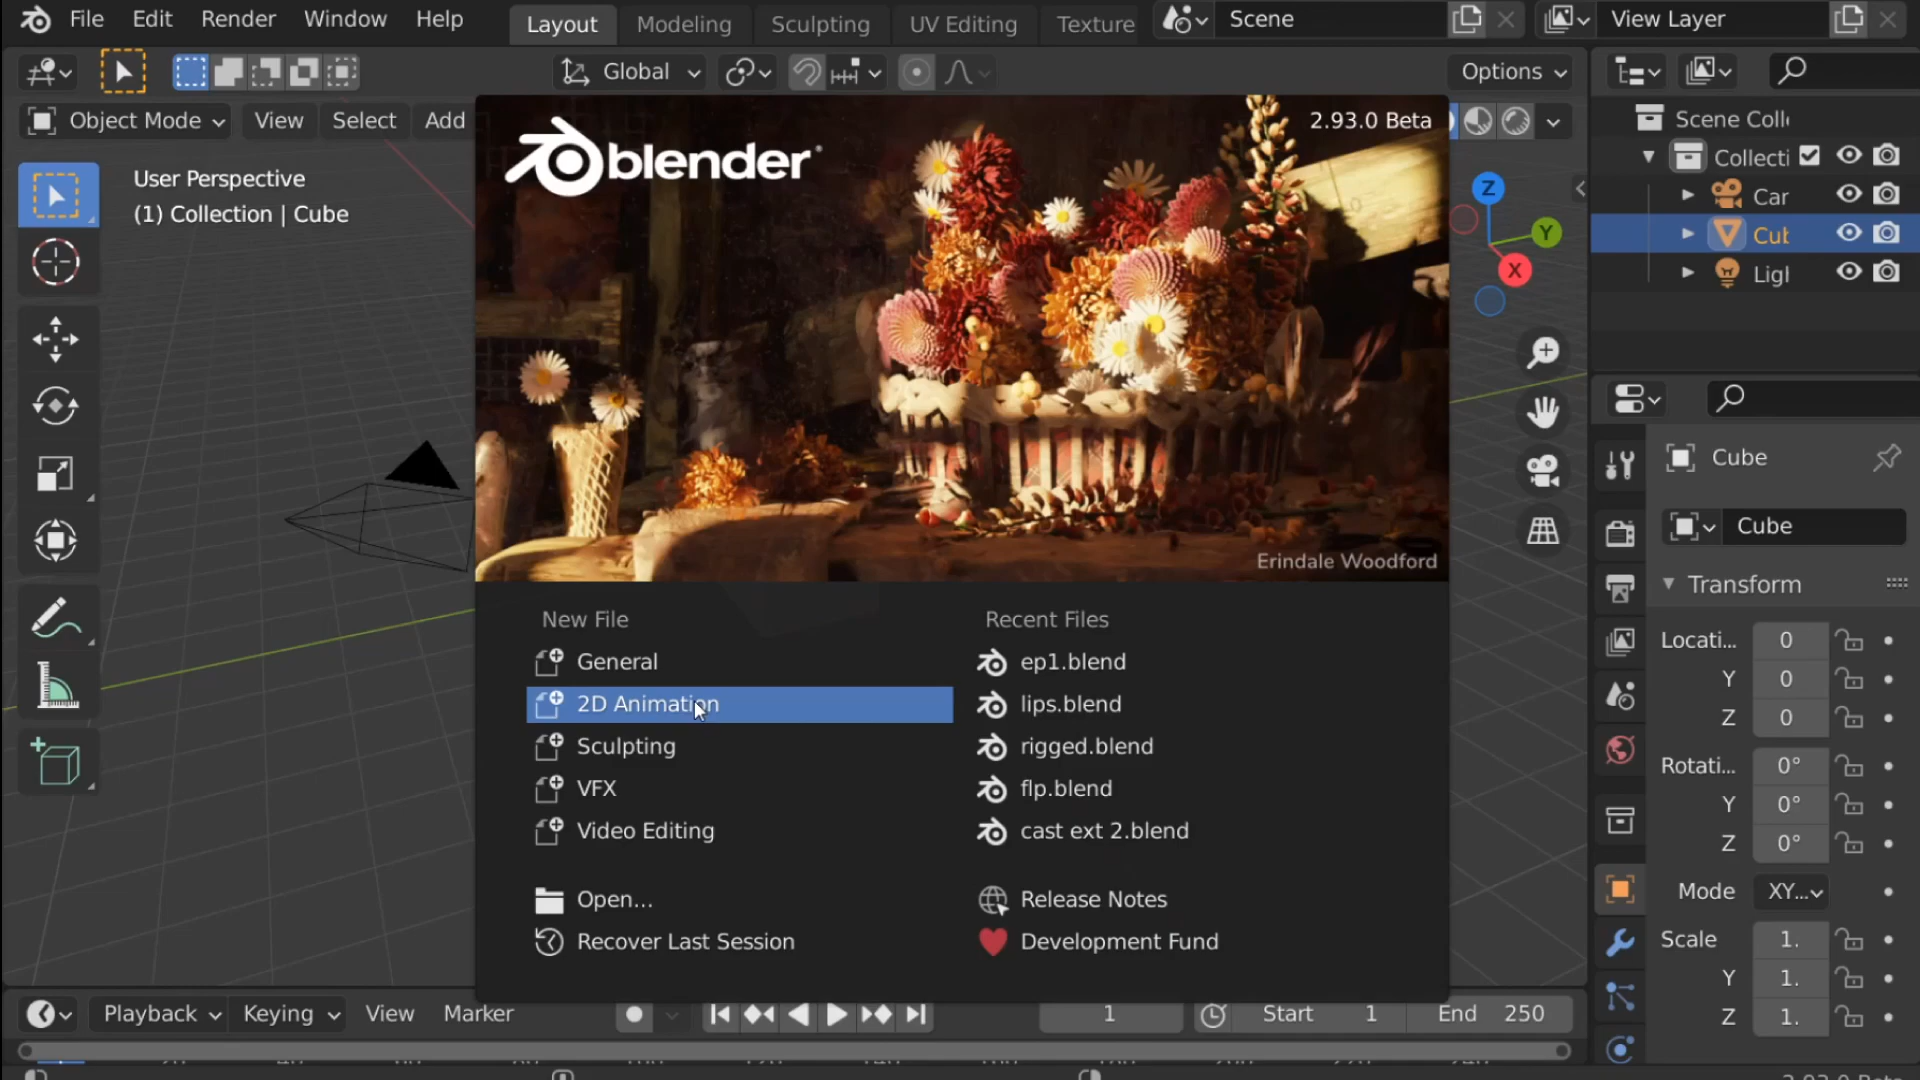 File Edit Render Window Help Layout Modeling Sculpting UV Editing Texture Scene View Layer
Global Options
Object Mode View Select Add
User Perspective
(1) Collection | Cube
blender
2.93.0 Beta
Erindale Woodford
New File
General
2D Animation
Sculpting
VFX
Video Editing
Open...
Recover Last Session
Recent Files
ep1.blend
lips.blend
rigged.blend
flp.blend
cast ext 2.blend
Release Notes
Development Fund
Z
Y
X
Scene Coll
Collecti
Car
Cub
Ligl
Cube
Cube
Transform
Locati... 0
Y 0
Z 0
Rotati... 0°
Y 0°
Z 0°
Mode XY...
Scale 1.
Y 1.
Z 1.
Playback Keying View Marker 1 Start 1 End 250